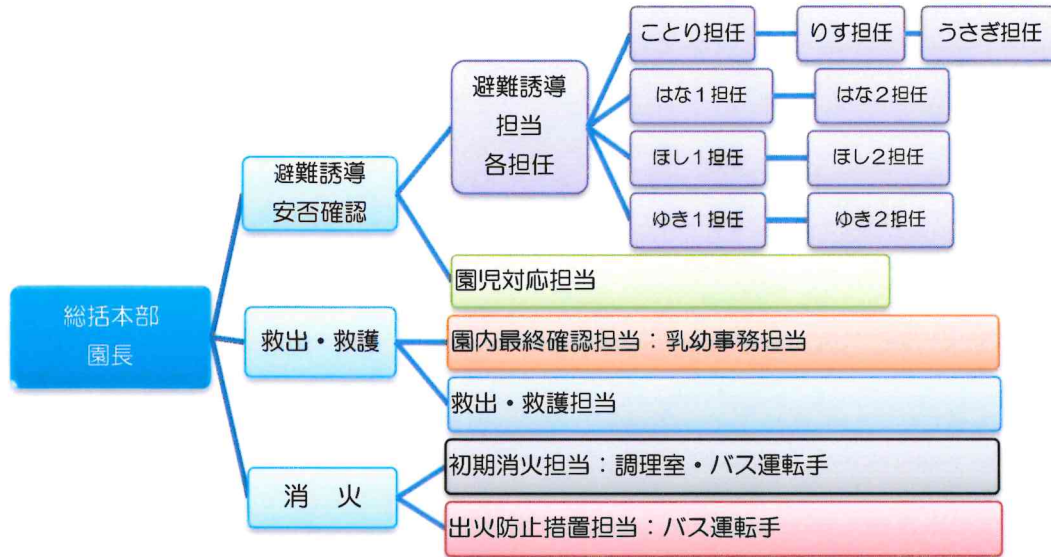 総括本部
園長
避難誘導
安否確認
避難誘導
担当
各担任
ことり担任
りす担任
うさぎ担任
はな1担任
はな2担任
ほし1担任
ほし2担任
ゆき1担任
ゆき2担任
園児対応担当
救出・救護
園内最終確認担当：乳幼事務担当
救出・救護担当
消 火
初期消火担当：調理室・バス運転手
出火防止措置担当：バス運転手